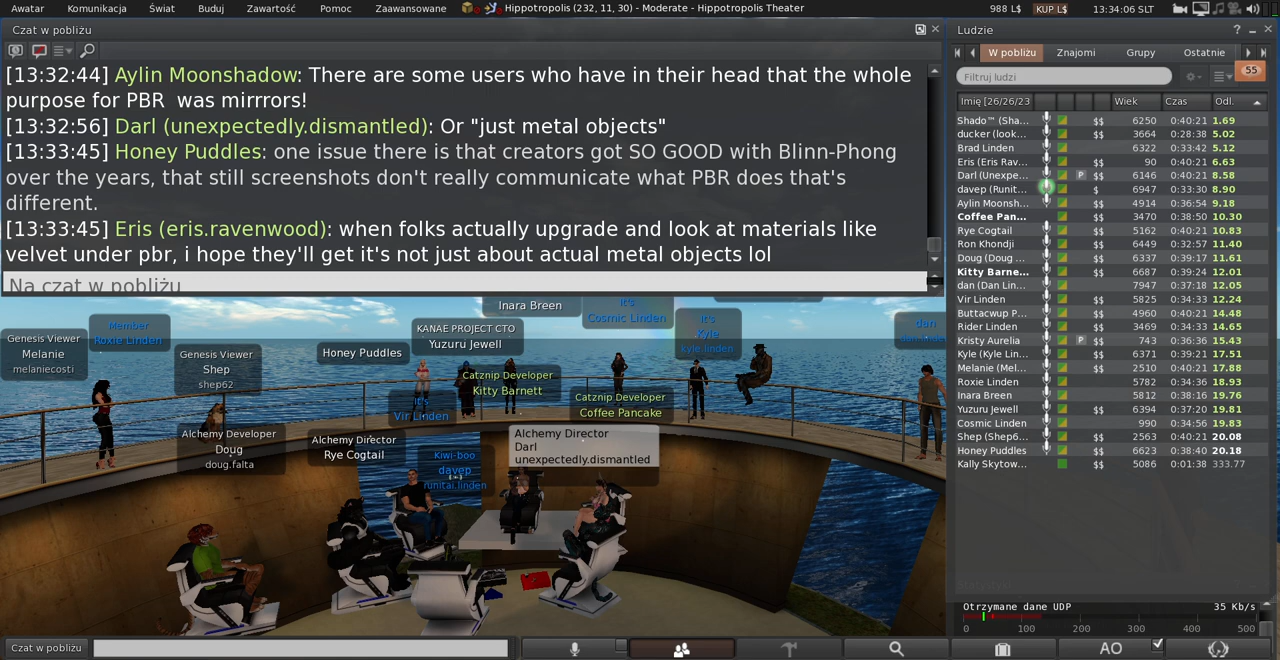 Awatar Komunikacja Świat Buduj Zawartość Pomoc Zaawansowane Hippotropolis (232, 11, 30) - Moderate - Hippotropolis Theater 988 L$ KUP L$ 13:34:06 SLT
Czat w pobliżu
[13:32:44] Aylin Moonshadow: There are some users who have in their head that the whole
purpose for PBR was mirrrors!
[13:32:56] Darl (unexpectedly.dismantled): Or "just metal objects"
[13:33:45] Honey Puddles: one issue there is that creators got SO GOOD with Blinn-Phong
over the years, that still screenshots don't really communicate what PBR does that's
different.
[13:33:45] Eris (eris.ravenwood): when folks actually upgrade and look at materials like
velvet under pbr, i hope they'll get it's not just about actual metal objects lol
Na czat w pobliżu
Inara Breen
It's
Cosmic Linden
Member
Roxie Linden
It's
Kyle
kyle.linden
dan
dan.linden
Genesis Viewer
Melanie
melaniecosti
KANAE PROJECT CTO
Yuzuru Jewell
Genesis Viewer
Shep
shep62
Honey Puddles
Catznip Developer
Kitty Barnett
Catznip Developer
Coffee Pancake
It's
Vir Linden
Alchemy Developer
Doug
doug.falta
Alchemy Director
Rye Cogtail
Alchemy Director
Darl
unexpectedly.dismantled
Kiwi-boo
davep
runitai.linden
Ludzie
W pobliżu Znajomi Grupy Ostatnie
Filtruj ludzi
55
Imię [26/26/23 Wiek Czas Odl.
Shado™ (Sha... $$ 6250 0:40:21 1.69
ducker (look... $$ 3664 0:28:38 5.02
Brad Linden 6322 0:33:42 5.12
Eris (Eris Rav... $$ 90 0:40:21 6.63
Darl (Unexpe... P $$ 6146 0:40:21 8.58
davep (Runit... $ 6947 0:33:30 8.90
Aylin Moonsh... $$ 4914 0:36:54 9.18
Coffee Pan... $$ 3470 0:38:50 10.30
Rye Cogtail $$ 5162 0:40:21 10.83
Ron Khondji $$ 6449 0:32:57 11.40
Doug (Doug ... $$ 6337 0:39:17 11.61
Kitty Barne... $$ 6687 0:39:24 12.01
dan (Dan Lin... 7947 0:37:18 12.05
Vir Linden $$ 5825 0:34:33 12.24
Buttacwup P... $$ 4960 0:40:21 14.48
Rider Linden $$ 3469 0:34:33 14.65
Kristy Aurelia P $$ 743 0:36:36 15.43
Kyle (Kyle Lin... $$ 6371 0:39:21 17.51
Melanie (Mel... $$ 2510 0:40:21 17.88
Roxie Linden 5782 0:34:36 18.93
Inara Breen 5812 0:38:16 19.76
Yuzuru Jewell $$ 6394 0:37:20 19.81
Cosmic Linden 990 0:34:56 19.83
Shep (Shep6... $$ 2563 0:40:21 20.08
Honey Puddles $$ 6623 0:38:40 20.18
Kally Skytow... $$ 5086 0:01:38 333.77
Otrzymane dane UDP 35 Kb/s
0 100 200 300 400 500
Czat w pobliżu
AO